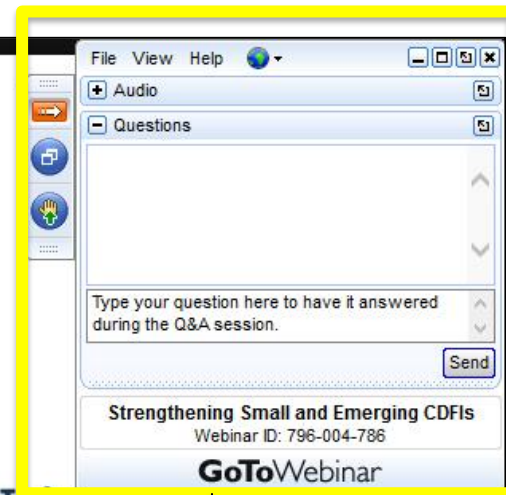 File View Help
Audio
Questions
Type your question here to have it answered
during the Q&A session.
Send
Strengthening Small and Emerging CDFIs
Webinar ID: 796-004-786
GoToWebinar